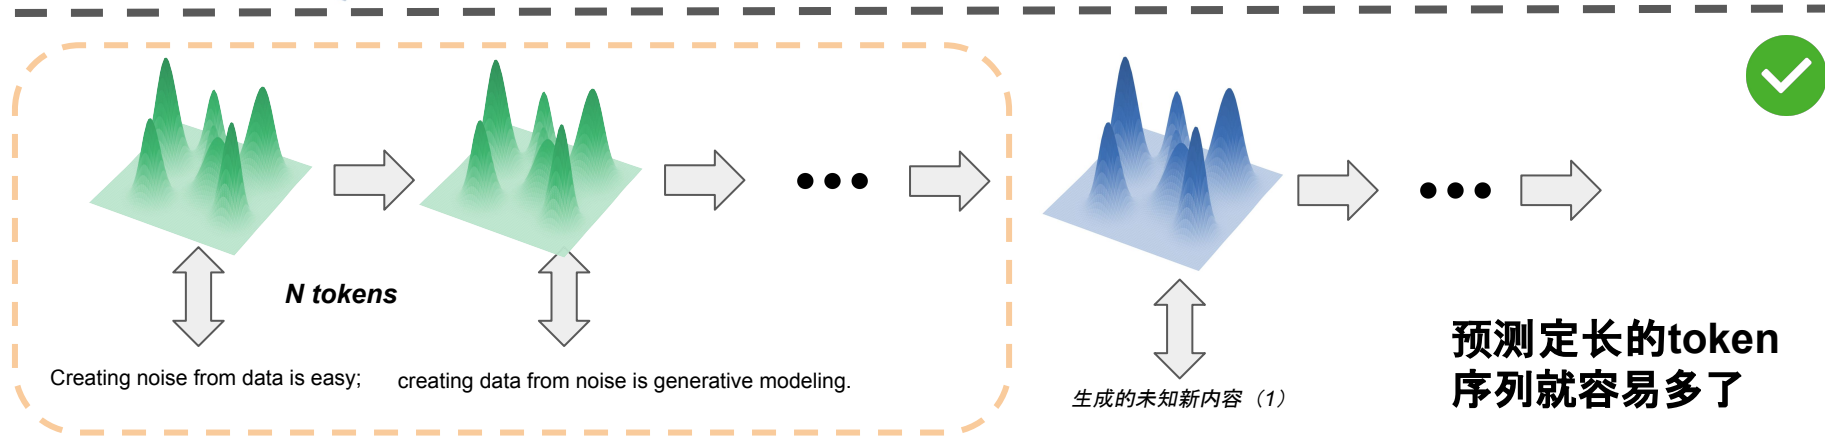 N tokens
Creating noise from data is easy;
creating data from noise is generative modeling.
生成的未知新内容（1）
预测定长的token
序列就容易多了